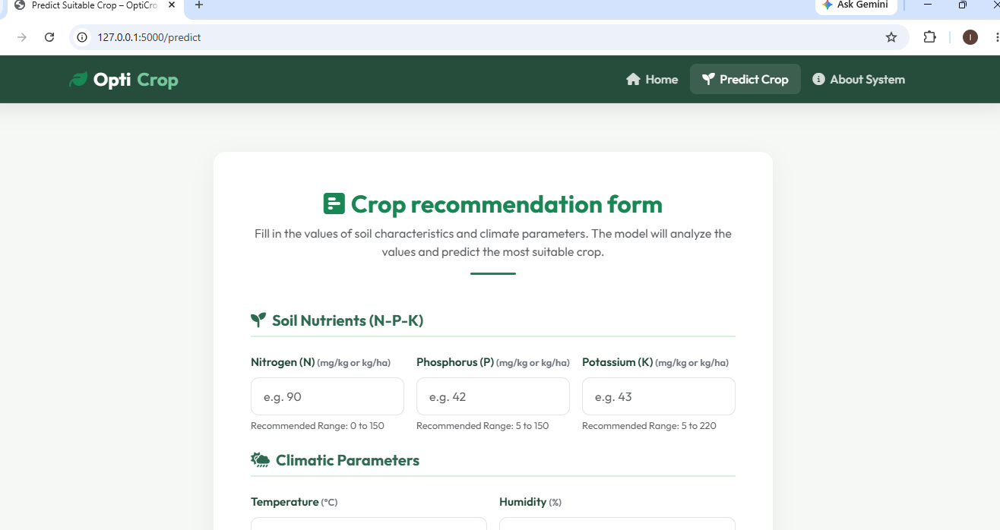 Predict Suitable Crop – OptiCro
Ask Gemini
127.0.0.1:5000/predict
I
Opti Crop
Home
Predict Crop
About System
Crop recommendation form
Fill in the values of soil characteristics and climate parameters. The model will analyze the
values and predict the most suitable crop.
Soil Nutrients (N-P-K)
Nitrogen (N) (mg/kg or kg/ha) Phosphorus (P) (mg/kg or kg/ha) Potassium (K) (mg/kg or kg/ha)
e.g. 90 e.g. 42 e.g. 43
Recommended Range: 0 to 150 Recommended Range: 5 to 150 Recommended Range: 5 to 220
Climatic Parameters
Temperature (°C) Humidity (%)